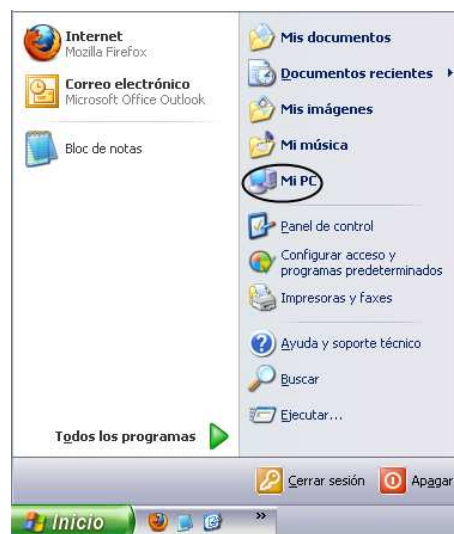 Internet
Mozilla Firefox
Correo electrónico
Microsoft Office Outlook
Bloc de notas
Todos los programas
Mis documentos
Documentos recientes
Mis imágenes
Mi música
Mi PC
Panel de control
Configurar acceso y
programas predeterminados
Impresoras y faxes
Ayuda y soporte técnico
Buscar
Ejecutar...
Cerrar sesión
Apagar
Inicio
»